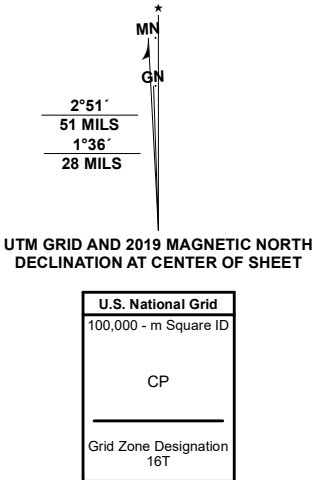 ★
MN
GN
2°51´
51 MILS
1°36´
28 MILS
UTM GRID AND 2019 MAGNETIC NORTH
DECLINATION AT CENTER OF SHEET
U.S. National Grid
100,000 - m Square ID
CP
Grid Zone Designation
16T